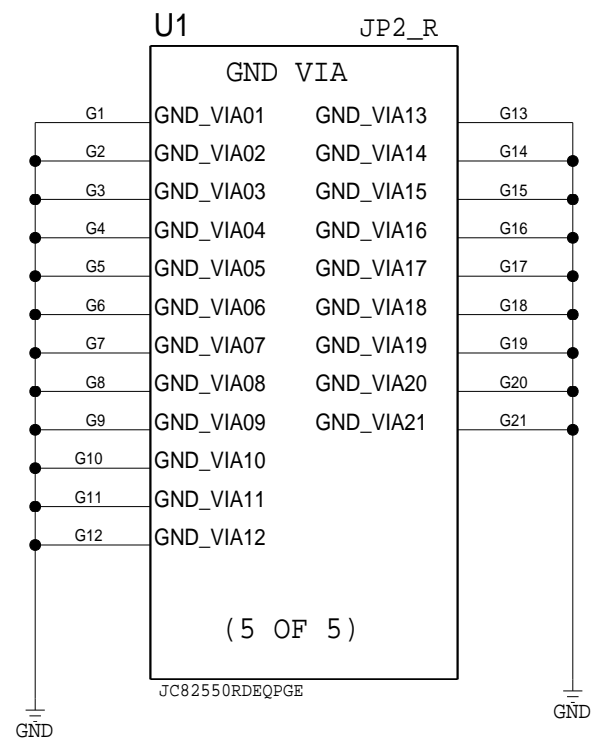 U1 JP2_R
GND VIA
G1 GND_VIA01 GND_VIA13 G13
G2 GND_VIA02 GND_VIA14 G14
G3 GND_VIA03 GND_VIA15 G15
G4 GND_VIA04 GND_VIA16 G16
G5 GND_VIA05 GND_VIA17 G17
G6 GND_VIA06 GND_VIA18 G18
G7 GND_VIA07 GND_VIA19 G19
G8 GND_VIA08 GND_VIA20 G20
G9 GND_VIA09 GND_VIA21 G21
G10 GND_VIA10
G11 GND_VIA11
G12 GND_VIA12
(5 OF 5)
JC82550RDEQPGE
GND GND